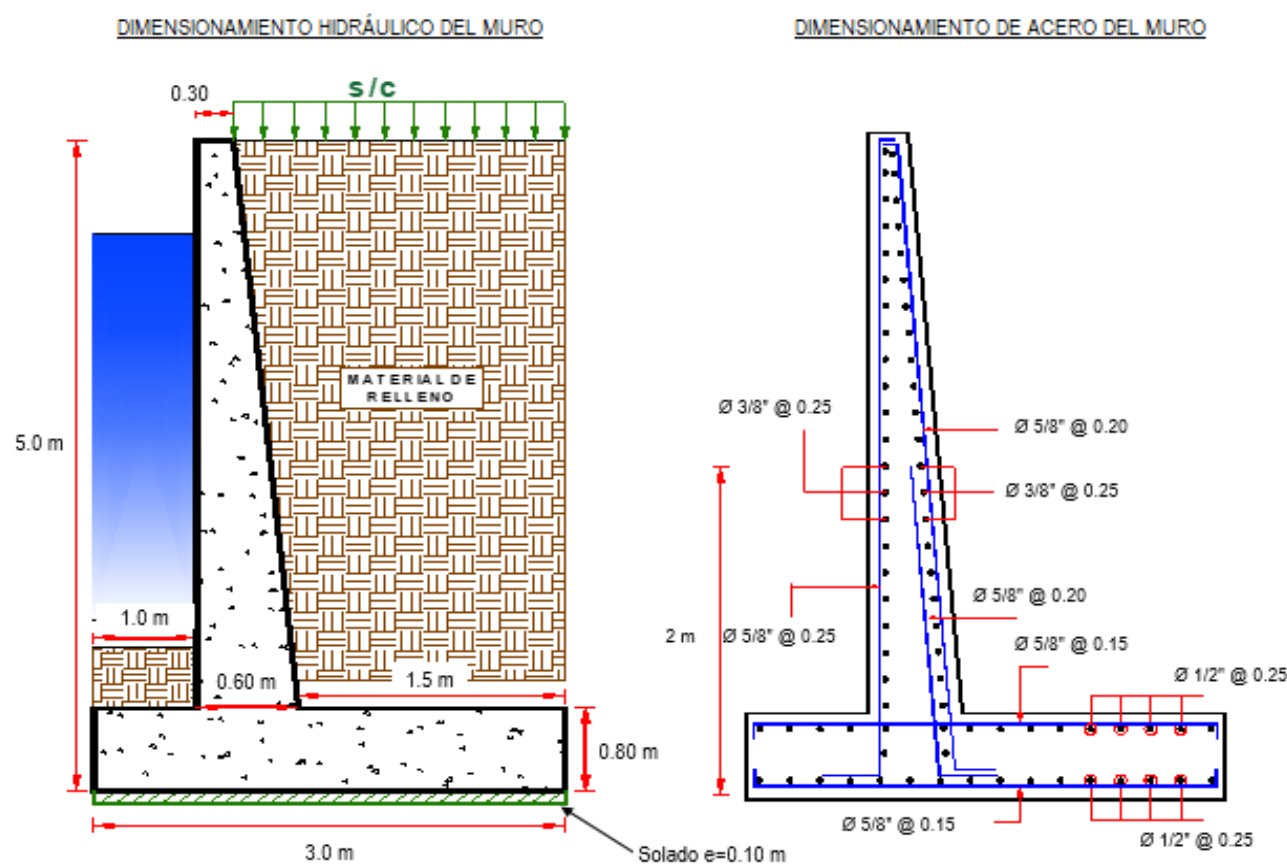 DIMENSIONAMIENTO HIDRÁULICO DEL MURO
0.30
s/c
MATERIAL DE
RELLENO
5.0 m
1.0 m
0.60 m
1.5 m
0.80 m
3.0 m
Solado e=0.10 m
DIMENSIONAMIENTO DE ACERO DEL MURO
Ø 3/8" @ 0.25
Ø 5/8" @ 0.20
Ø 3/8" @ 0.25
Ø 5/8" @ 0.20
2 m
Ø 5/8" @ 0.25
Ø 5/8" @ 0.15
Ø 1/2" @ 0.25
Ø 5/8" @ 0.15
Ø 1/2" @ 0.25